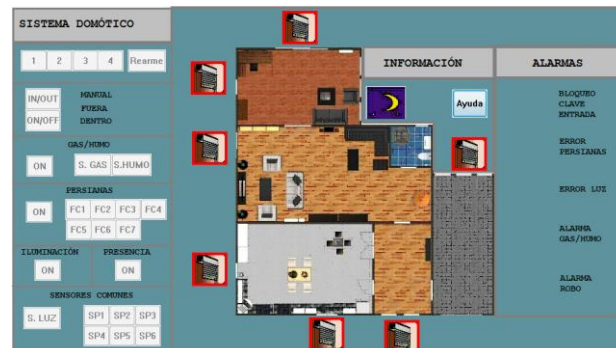 SISTEMA DOMÓTICO
1 2 3 4 Rearme
IN/OUT MANUAL
FUERA
ON/OFF DENTRO
GAS/HUMO
ON S. GAS S.HUMO
PERSIANAS
ON FC1 FC2 FC3 FC4
FC5 FC6 FC7
ILUMINACIÓN PRESENCIA
ON ON
SENSORES COMUNES
S. LUZ SP1 SP2 SP3
SP4 SP5 SP6
INFORMACIÓN
Ayuda
ALARMAS
BLOQUEO
CLAVE
ENTRADA
ERROR
PERSIANAS
ERROR LUZ
ALARMA
GAS/HUMO
ALARMA
ROBO